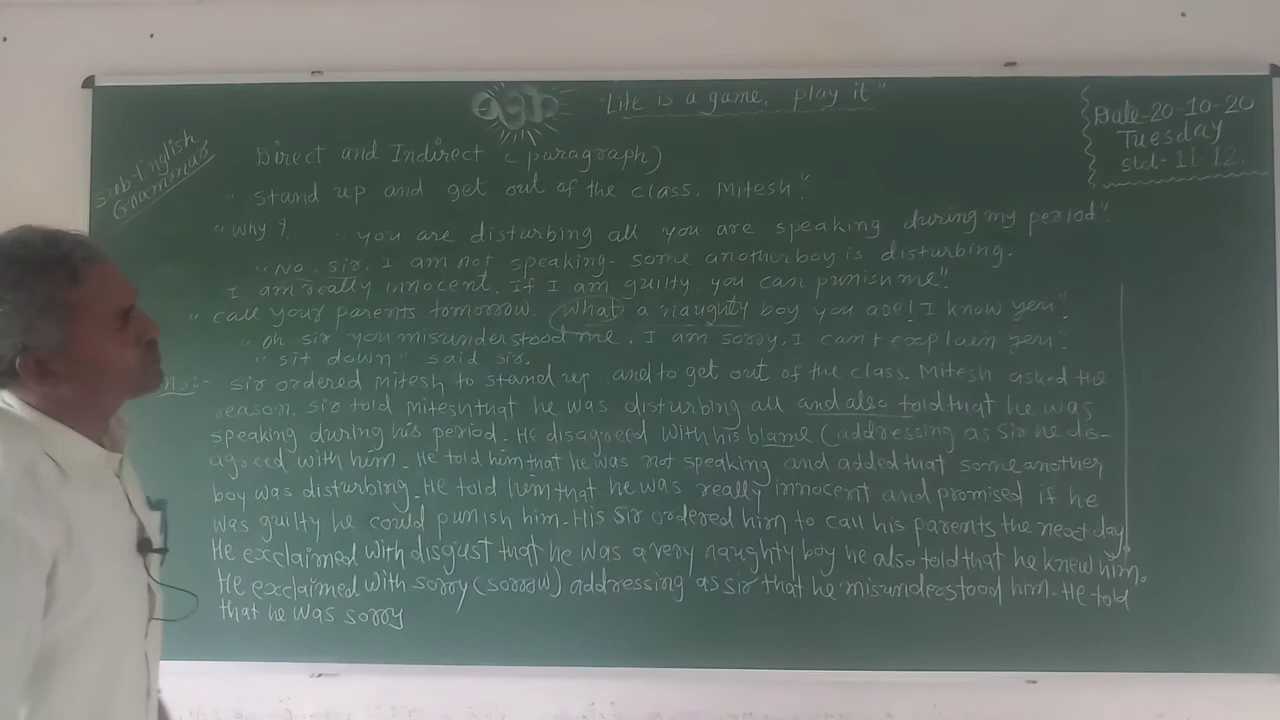 "Life is a game, play it"
Date-20-10-20
Tuesday
Std-11-12.
Sub-English
Grammar
Direct and Indirect (paragraph)
"Stand up and get out of the class. Mitesh".
"Why? "you are disturbing all you are speaking during my period".
"No. sir. I am not speaking. some another boy is disturbing.
I am really innocent. If I am guilty, you can punish me".
"call your parents tomorrow. What a naughty boy you are! I know you".
"oh sir you misunderstood me. I am sorry. I can't explain you".
"sit down" said sir.
Ans:- Sir ordered Mitesh to stand up and to get out of the class. Mitesh asked the
reason. Sir told Mitesh that he was disturbing all and also told that he was
speaking during his period. He disagreed with his blame (addressing as Sir he dis-
agreed with him. He told him that he was not speaking and added that some another
boy was disturbing. He told him that he was really innocent and promised if he
was guilty he could punish him. His Sir ordered him to call his parents the next day.
He exclaimed with disgust that he was a very naughty boy he also told that he knew him.
He exclaimed with sorry (sorrow) addressing as sir that he misunderstood him. He told
that he was sorry